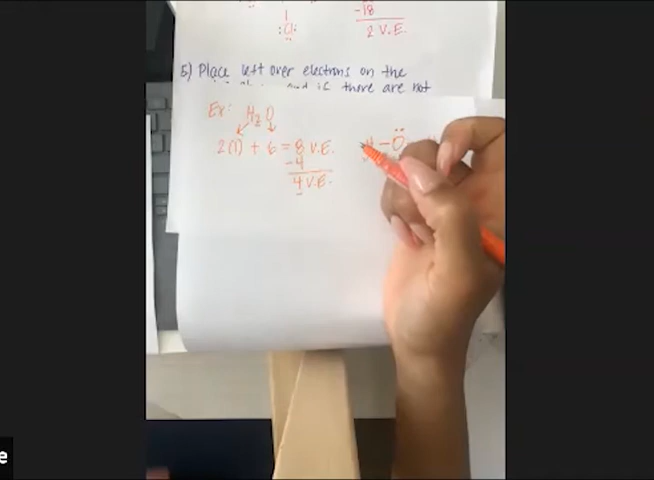 :O:
-18
2 V.E.
5) Place left over electrons on the
and if there are not
Ex: H2O
2(1) + 6 = 8 V.E.
-4
4 V.E.
H — O
e